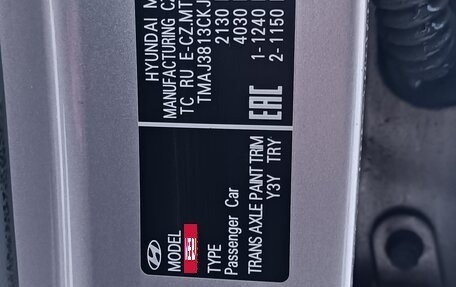 HYUNDAI M
MANUFACTURING CZ
TC RU E-CZ.MT
TMAJ3813CKJ
2130
4030
1- 1240
2- 1150
EAC
MODEL
TYPE
Passenger Car
TRANS AXLE PAINT TRIM
Y3Y TRY